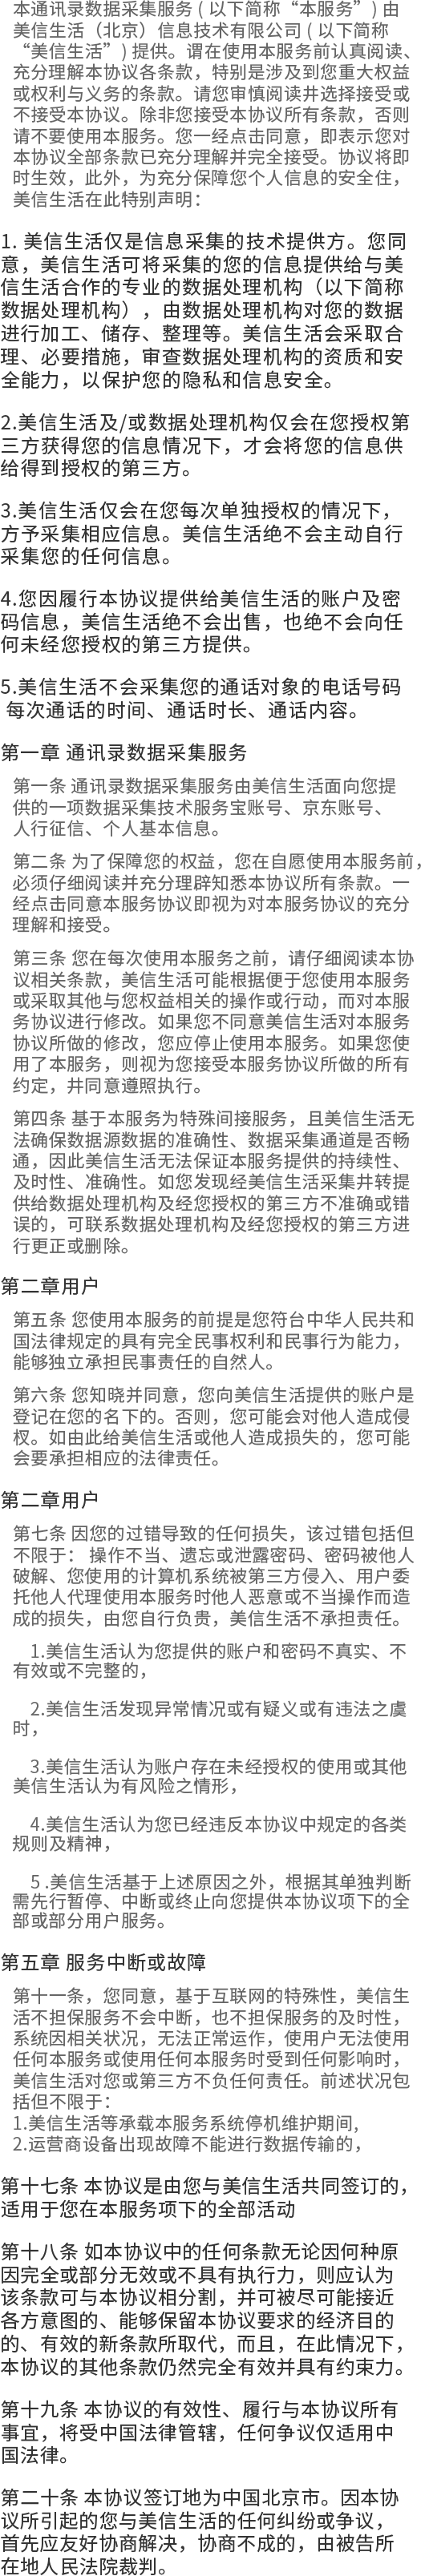 本通讯录数据采集服务 ( 以下简称“本服务”) 由
美信生活（北京）信息技术有限公司 ( 以下简称
“美信生活”) 提供。谓在使用本服务前认真阅读、
充分理解本协议各条款，特别是涉及到您重大权益
或权利与义务的条款。请您审慎阅读井选择接受或
不接受本协议。除非您接受本协议所有条款，否则
请不要使用本服务。您一经点击同意，即表示您对
本协议全部条款已充分理解并完全接受。协议将即
时生效，此外，为充分保障您个人信息的安全住，
美信生活在此特别声明：
1. 美信生活仅是信息采集的技术提供方。您同
意，美信生活可将采集的您的信息提供给与美
信生活合作的专业的数据处理机构（以下简称
数据处理机构），由数据处理机构对您的数据
进行加工、储存、整理等。美信生活会采取合
理、必要措施，审查数据处理机构的资质和安
全能力，以保护您的隐私和信息安全。
2.美信生活及/或数据处理机构仅会在您授权第
三方获得您的信息情况下，才会将您的信息供
给得到授权的第三方。
3.美信生活仅会在您每次单独授权的情况下，
方予采集相应信息。美信生活绝不会主动自行
采集您的任何信息。
4.您因履行本协议提供给美信生活的账户及密
码信息，美信生活绝不会出售，也绝不会向任
何未经您授权的第三方提供。
5.美信生活不会采集您的通话对象的电话号码
每次通话的时间、通话时长、通话内容。
第一章 通讯录数据采集服务
第一条 通讯录数据采集服务由美信生活面向您提
供的一项数据采集技术服务宝账号、京东账号、
人行征信、个人基本信息。
第二条 为了保障您的权益，您在自愿使用本服务前，
必须仔细阅读并充分理辟知悉本协议所有条款。一
经点击同意本服务协议即视为对本服务协议的充分
理解和接受。
第三条 您在每次使用本服务之前，请仔细阅读本协
议相关条款，美信生活可能根据便于您使用本服务
或采取其他与您权益相关的操作或行动，而对本服
务协议进行修改。如果您不同意美信生活对本服务
协议所做的修改，您应停止使用本服务。如果您使
用了本服务，则视为您接受本服务协议所做的所有
约定，井同意遵照执行。
第四条 基于本服务为特殊间接服务，且美信生活无
法确保数据源数据的准确性、数据采集通道是否畅
通，因此美信生活无法保证本服务提供的持续性、
及时性、准确性。如您发现经美信生活采集井转提
供给数据处理机构及经您授权的第三方不准确或错
误的，可联系数据处理机构及经您授权的第三方进
行更正或删除。
第二章用户
第五条 您使用本服务的前提是您符台中华人民共和
国法律规定的具有完全民事权利和民事行为能力，
能够独立承担民事责任的自然人。
第六条 您知晓并同意，您向美信生活提供的账户是
登记在您的名下的。否则，您可能会对他人造成侵
杈。如由此给美信生活或他人造成损失的，您可能
会要承担相应的法律责任。
第二章用户
第七条 因您的过错导致的任何损失，该过错包括但
不限于： 操作不当、遗忘或泄露密码、密码被他人
破解、您使用的计算机系统被第三方侵入、用户委
托他人代理使用本服务时他人恶意或不当操作而造
成的损失，由您自行负贵，美信生活不承担责任。
1.美信生活认为您提供的账户和密码不真实、不
有效或不完整的，
2.美信生活发现异常情况或有疑义或有违法之虞
时，
3.美信生活认为账户存在未经授权的使用或其他
美信生活认为有风险之情形，
4.美信生活认为您已经违反本协议中规定的各类
规则及精神，
5 .美信生活基于上述原因之外，根据其单独判断
需先行暂停、中断或终止向您提供本协议项下的全
部或部分用户服务。
第五章 服务中断或故障
第十一条，您同意，基于互联网的特殊性，美信生
活不担保服务不会中断，也不担保服务的及时性，
系统因相关状况，无法正常运作，使用户无法使用
任何本服务或使用任何本服务时受到任何影响时，
美信生活对您或第三方不负任何责任。前述状况包
括但不限于：
1.美信生活等承载本服务系统停机维护期间,
2.运营商设备出现故障不能进行数据传输的，
第十七条 本协议是由您与美信生活共同签订的，
适用于您在本服务项下的全部活动
第十八条 如本协议中的任何条款无论因何种原
因完全或部分无效或不具有执行力，则应认为
该条款可与本协议相分割，并可被尽可能接近
各方意图的、能够保留本协议要求的经济目的
的、有效的新条款所取代，而且，在此情况下，
本协议的其他条款仍然完全有效并具有约束力。
第十九条 本协议的有效性、履行与本协议所有
事宜，将受中国法律管辖，任何争议仅适用中
国法律。
第二十条 本协议签订地为中国北京市。因本协
议所引起的您与美信生活的任何纠纷或争议，
首先应友好协商解决，协商不成的，由被告所
在地人民法院裁判。